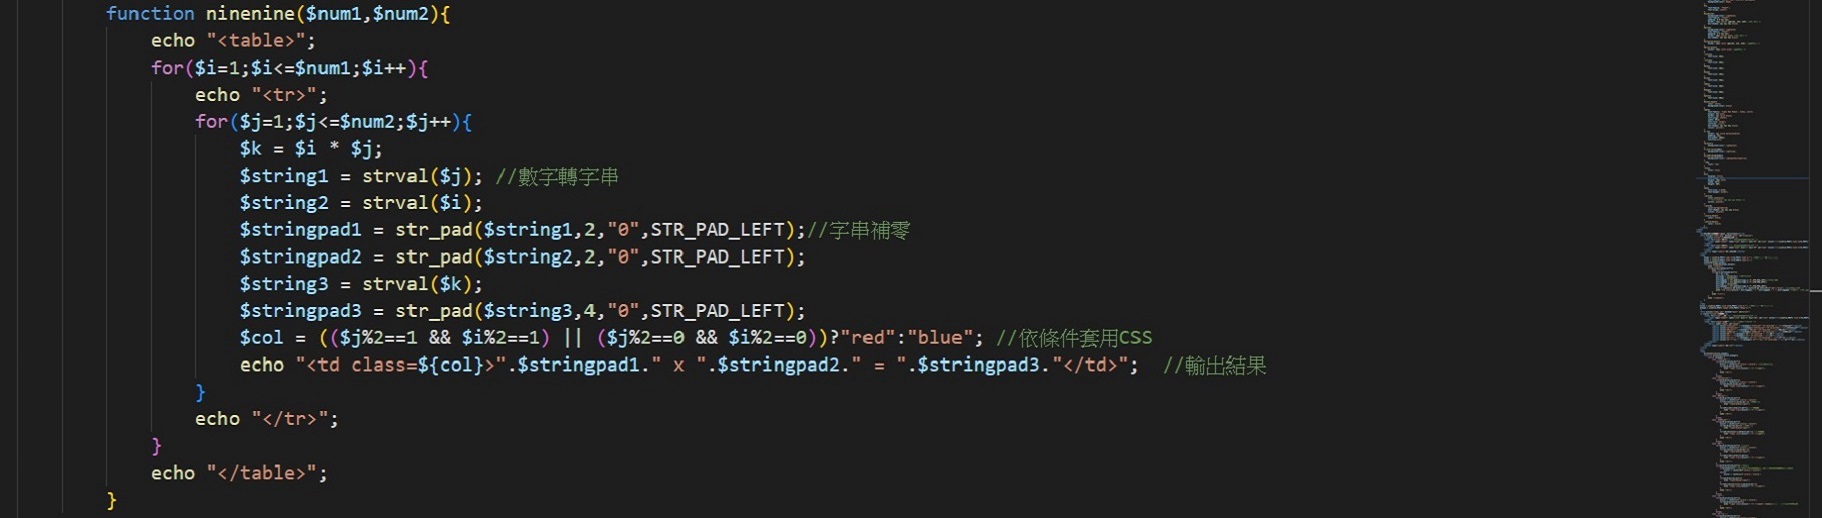 function ninenine($num1,$num2){
echo "<table>";
for($i=1;$i<=$num1;$i++){
echo "<tr>";
for($j=1;$j<=$num2;$j++){
$k = $i * $j;
$string1 = strval($j); //數字轉字串
$string2 = strval($i);
$stringpad1 = str_pad($string1,2,"0",STR_PAD_LEFT);//字串補零
$stringpad2 = str_pad($string2,2,"0",STR_PAD_LEFT);
$string3 = strval($k);
$stringpad3 = str_pad($string3,4,"0",STR_PAD_LEFT);
$col = (($j%2==1 && $i%2==1) || ($j%2==0 && $i%2==0))?"red":"blue"; //依條件套用CSS
echo "<td class=${col}>".$stringpad1." x ".$stringpad2." = ".$stringpad3."</td>"; //輸出結果
}
echo "</tr>";
}
echo "</table>";
}